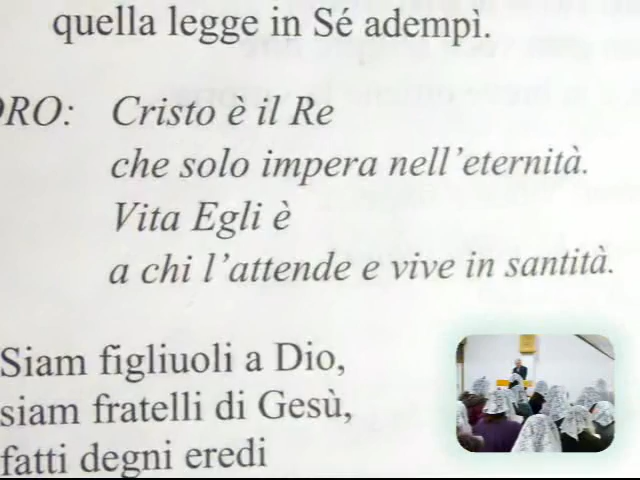 quella legge in Sé adempì.
ORO: Cristo è il Re
che solo impera nell'eternità.
Vita Egli è
a chi l'attende e vive in santità.
Siam figliuoli a Dio,
siam fratelli di Gesù,
fatti degni eredi